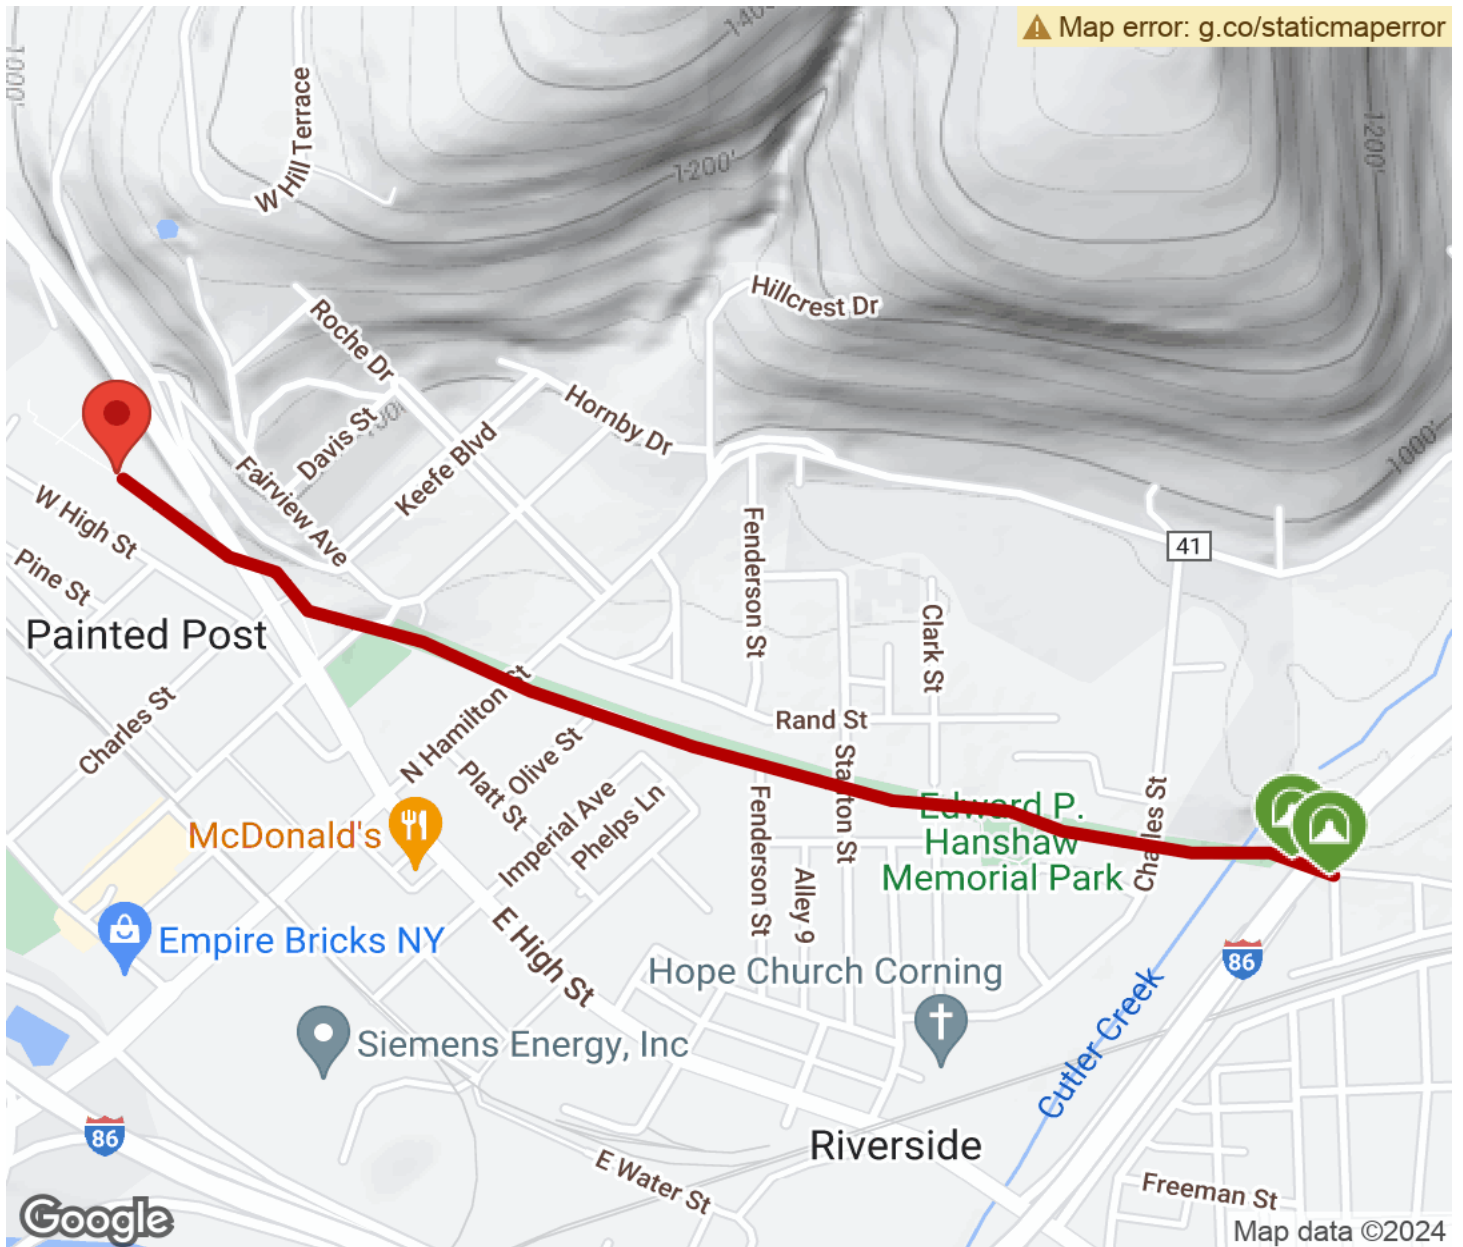 1400'
Map error: g.co/staticmaperror
1000'
W Hill Terrace
1200'
1200'
Hillcrest Dr
Roche Dr
Hornby Dr
Davis St
Keefe Blvd
1000'
Fairview Ave
W High St
Fenderson St
41
Pine St
Painted Post
Clark St
N Hamilton St
Charles St
Rand St
Olive St
Platt St
Stanton St
Imperial Ave
Phelps Ln
Fenderson St
Charles St
McDonald's
Edward P.
Hanshaw
Memorial Park
Alley 9
Empire Bricks NY
E High St
Hope Church Corning
86
Siemens Energy, Inc
Cutler Creek
86
Riverside
E Water St
Freeman St
Google
Map data ©2024